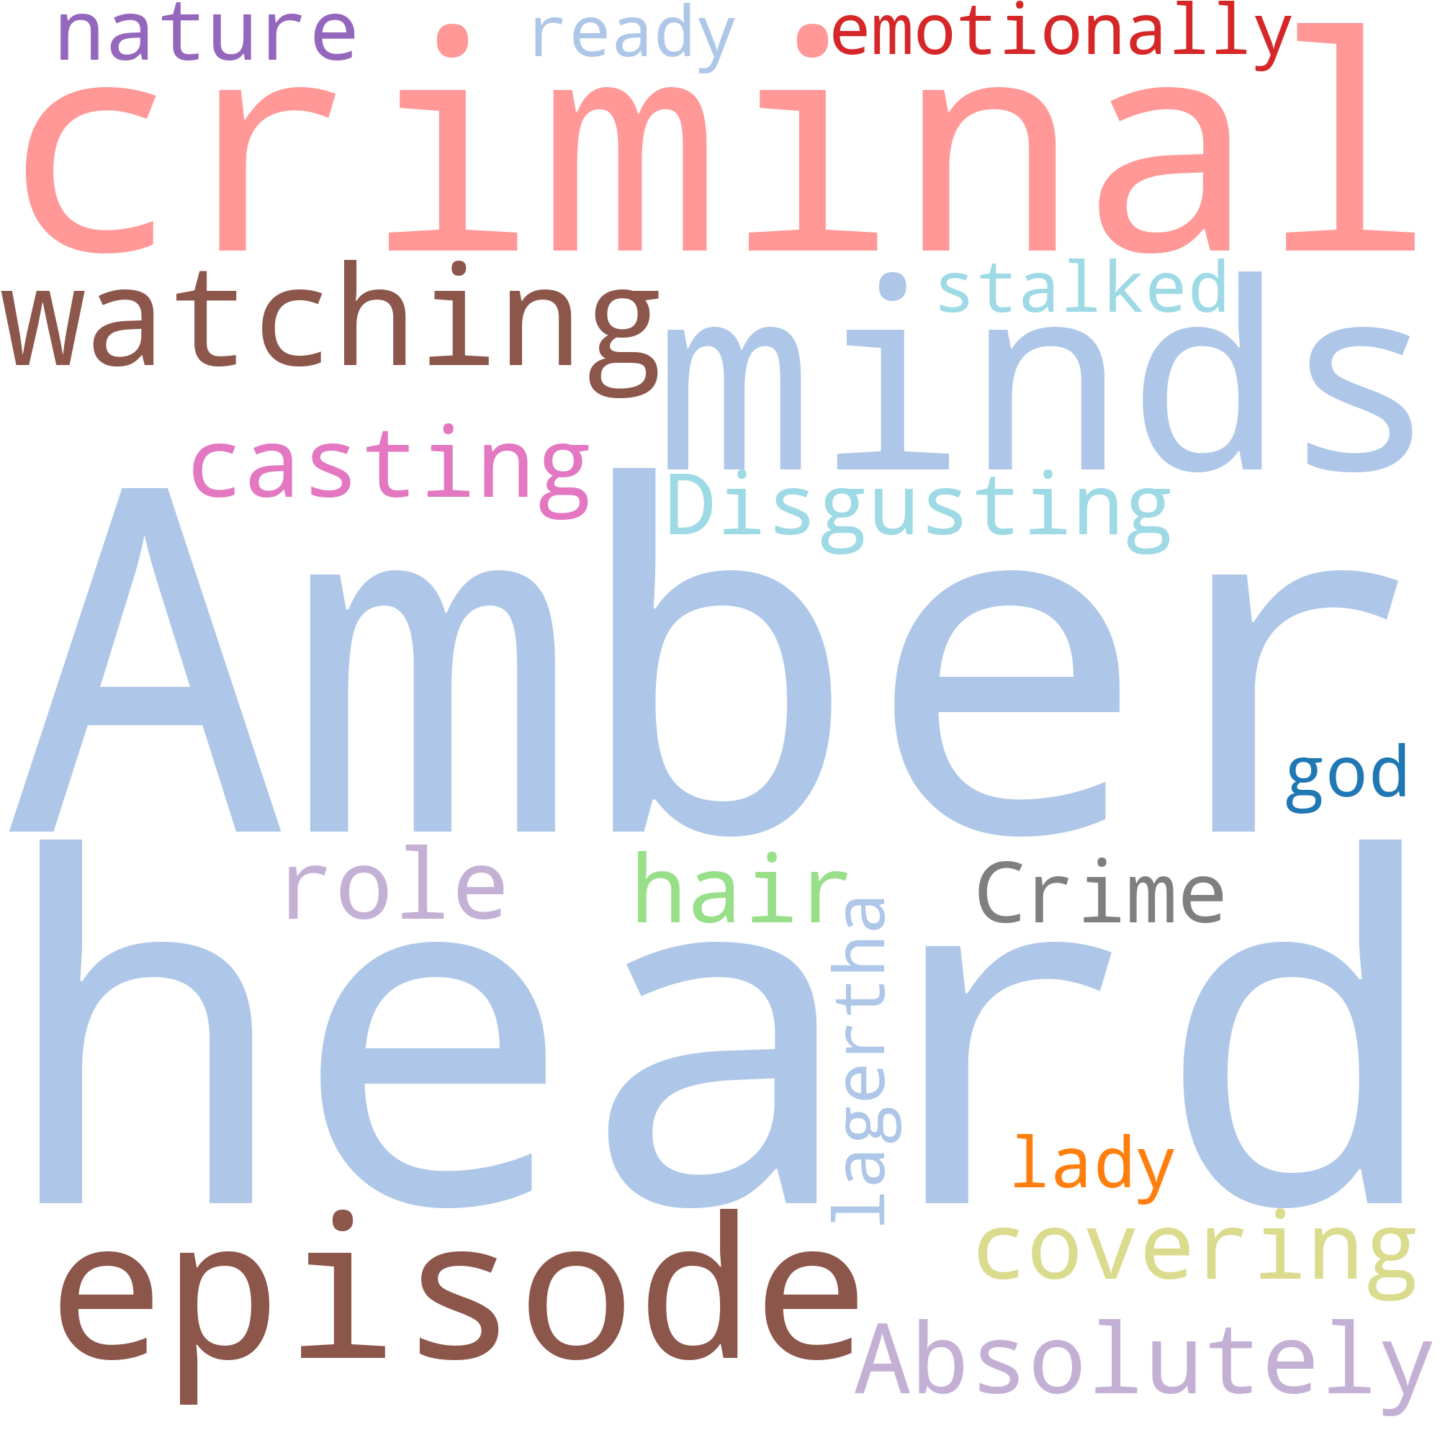 nature ready emotionally
criminal
watching stalked
minds
casting Disgusting
Amber
god
role hair Crime
heard
lagertha
lady
episode covering
Absolutely